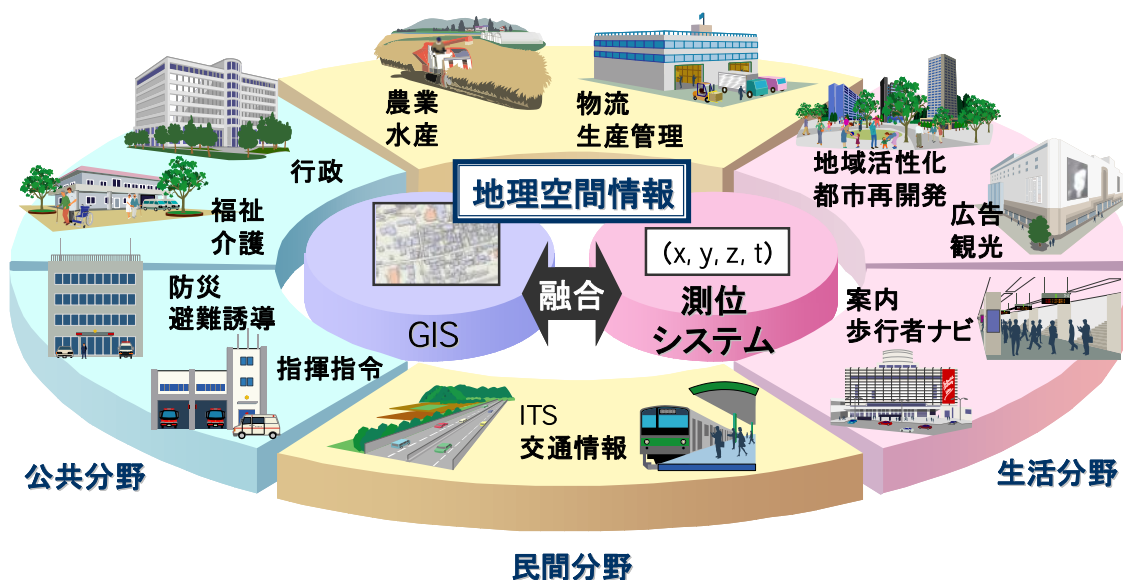 農業
水産
物流
生産管理
行政
福祉
介護
地域活性化
都市再開発
広告
観光
地理空間情報
(x, y, z, t)
融合
GIS
測位
システム
防災
避難誘導
指揮指令
案内
歩行者ナビ
ITS
交通情報
公共分野
生活分野
民間分野